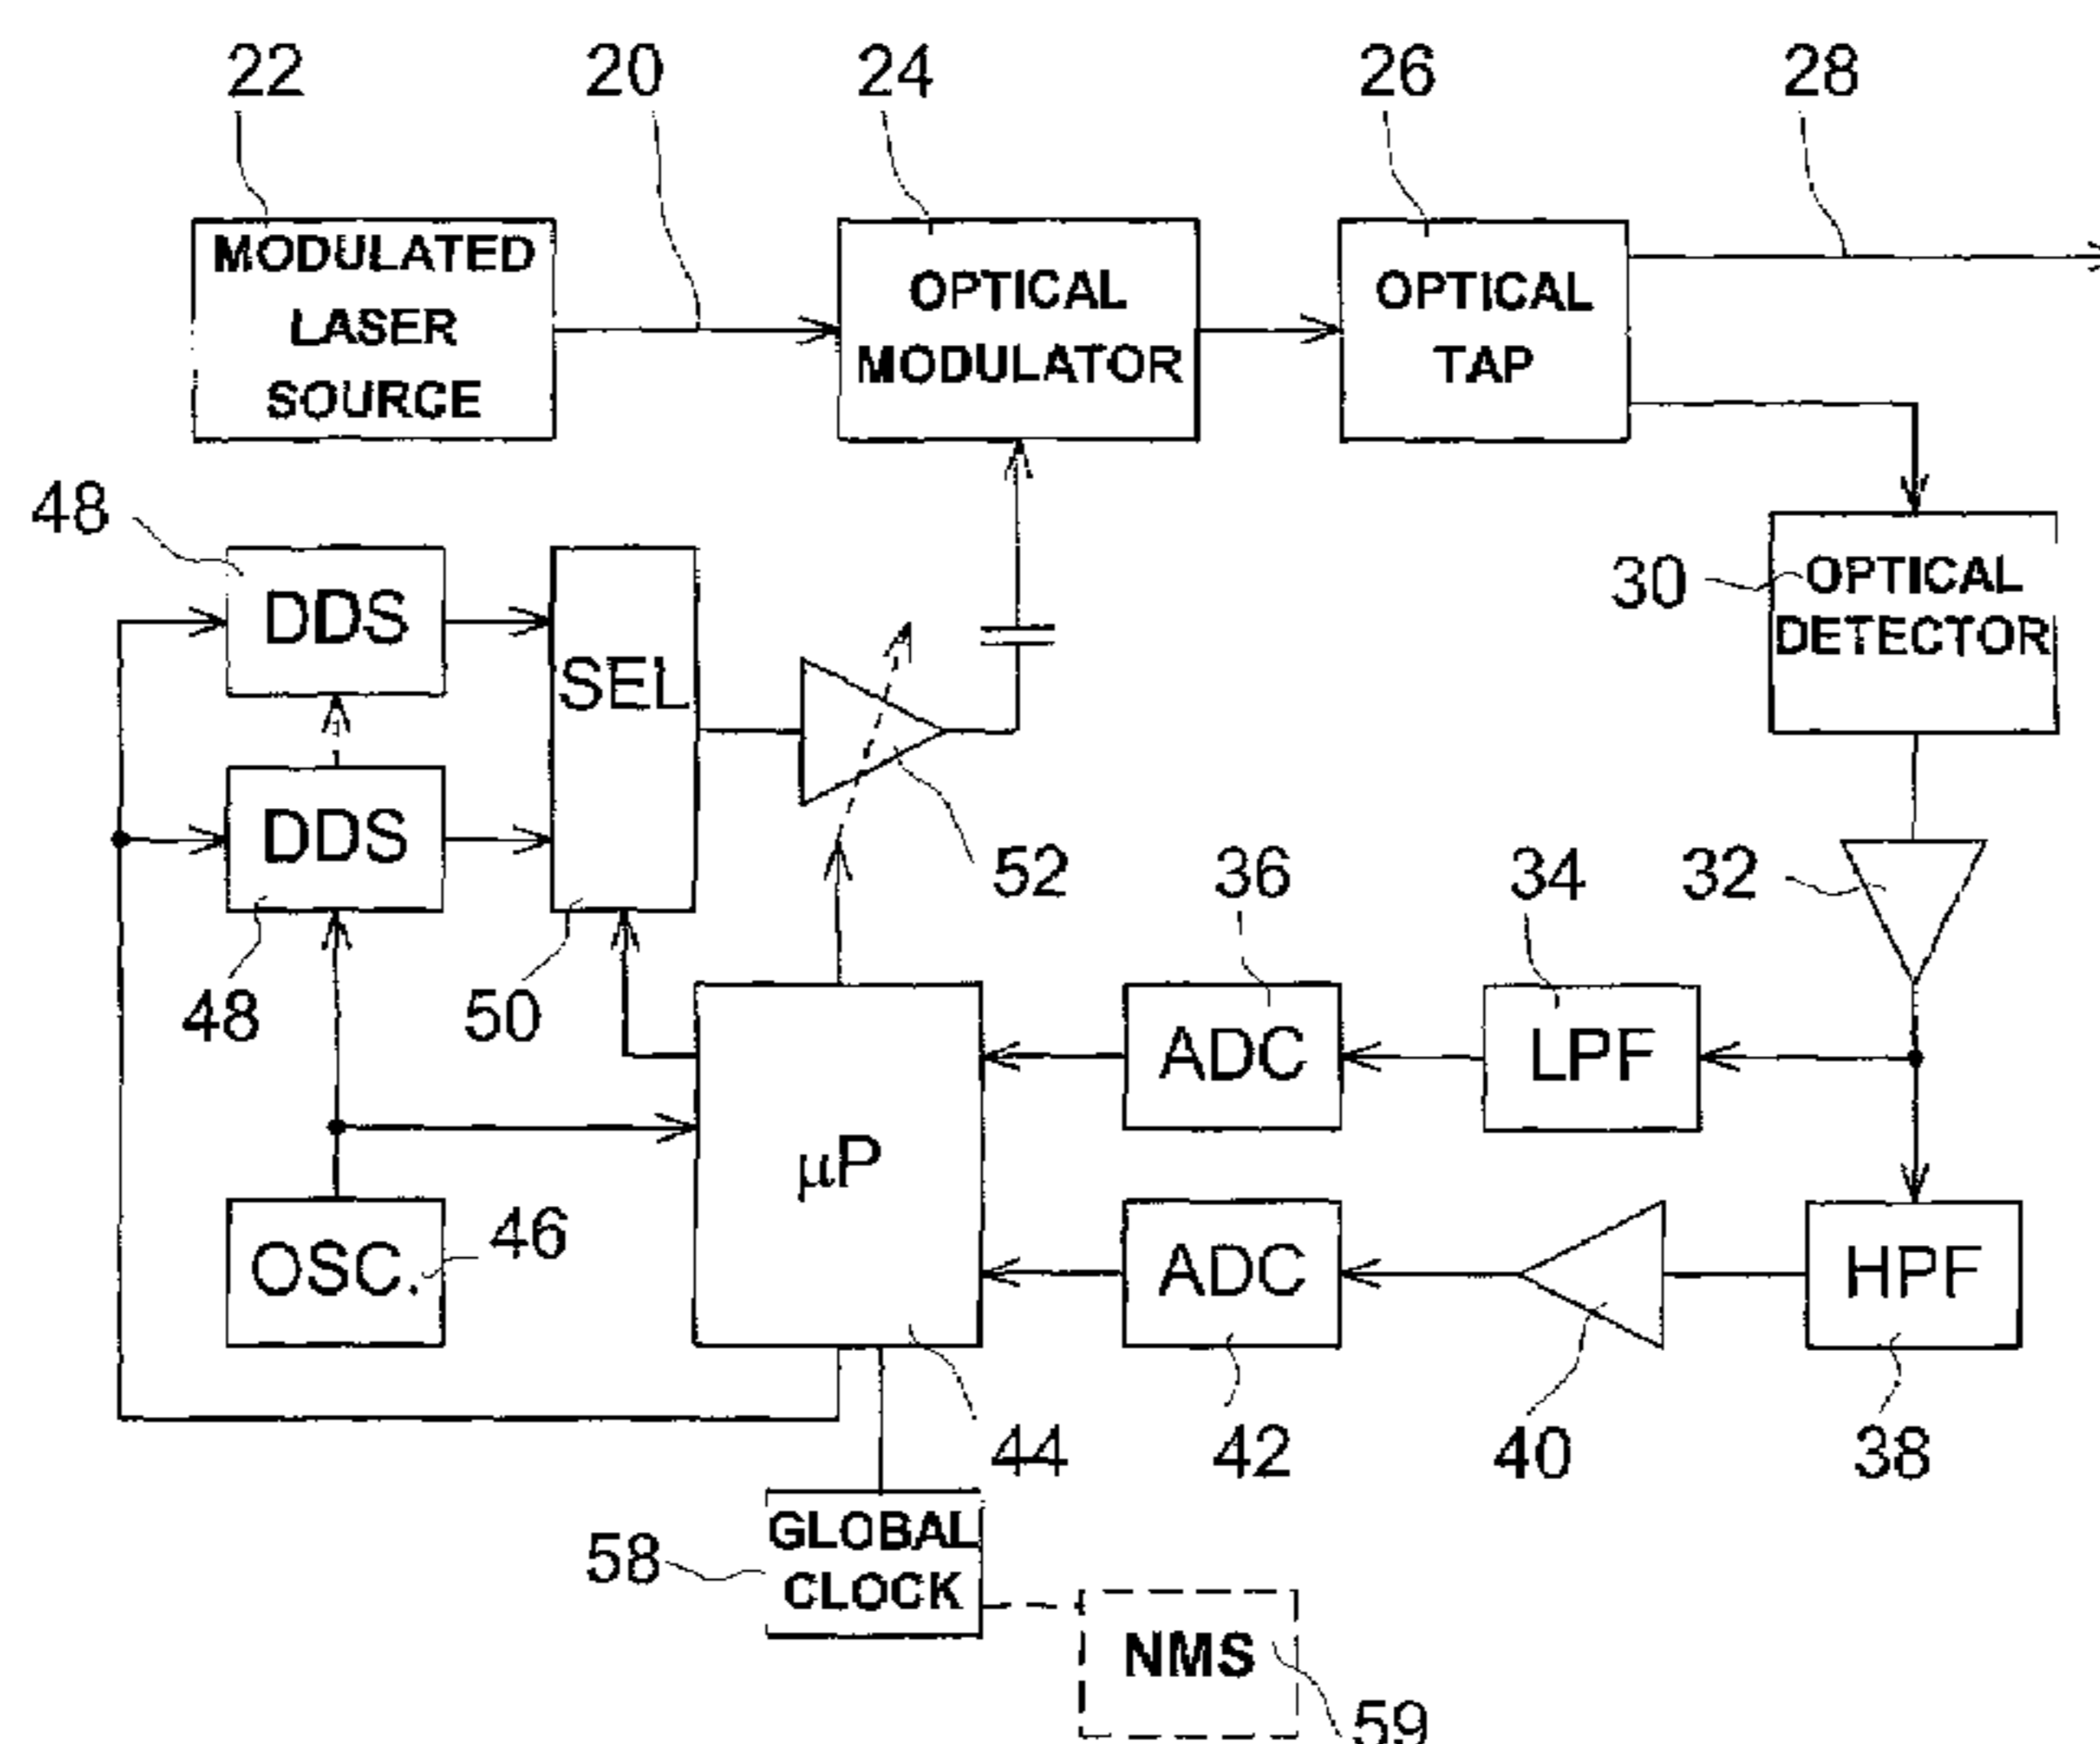 22 20 24 26 28
MODULATED
LASER
SOURCE
OPTICAL
MODULATOR
OPTICAL
TAP
48
DDS
SEL
30
OPTICAL
DETECTOR
DDS
52
36
34
32
48
50
ADC
LPF
μP
OSC.
46
ADC
HPF
44
42
40
38
GLOBAL
CLOCK
58
NMS
59